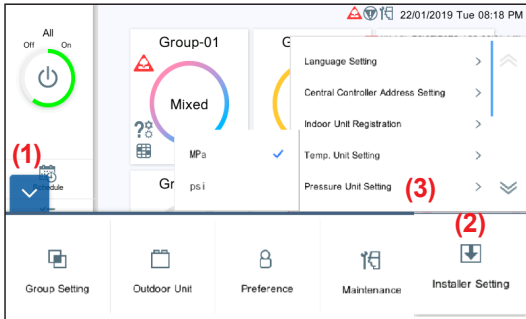 22/01/2019 Tue 08:18 PM
All
Off
On
Group-01
G
Mixed
(1)
Schedule
Gr
MPa
psi
Language Setting
Central Controller Address Setting
Indoor Unit Registration
Temp. Unit Setting
Pressure Unit Setting
(3)
(2)
Group Setting
Outdoor Unit
Preference
Maintenance
Installer Setting